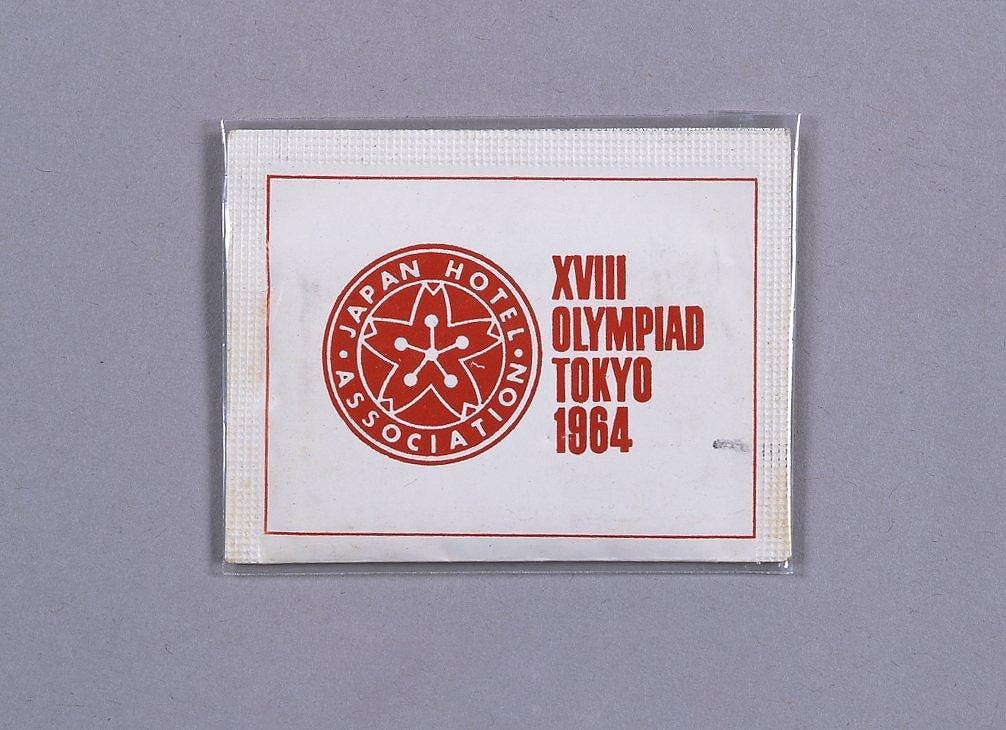 JAPAN HOTEL
ASSOCIATION
XVIII
OLYMPIAD
TOKYO
1964